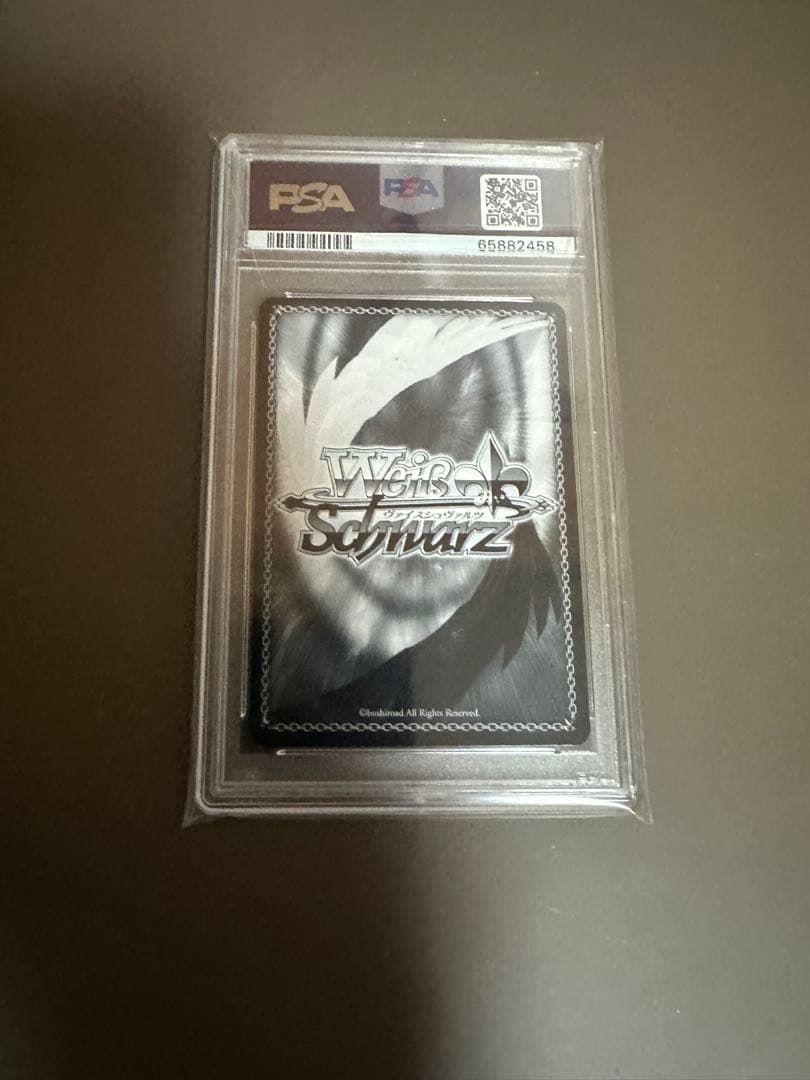 PSA
PSA
65882458
Weiß
ヴァイスシュヴァルツ
Schwarz
©bushiroad All Rights Reserved.